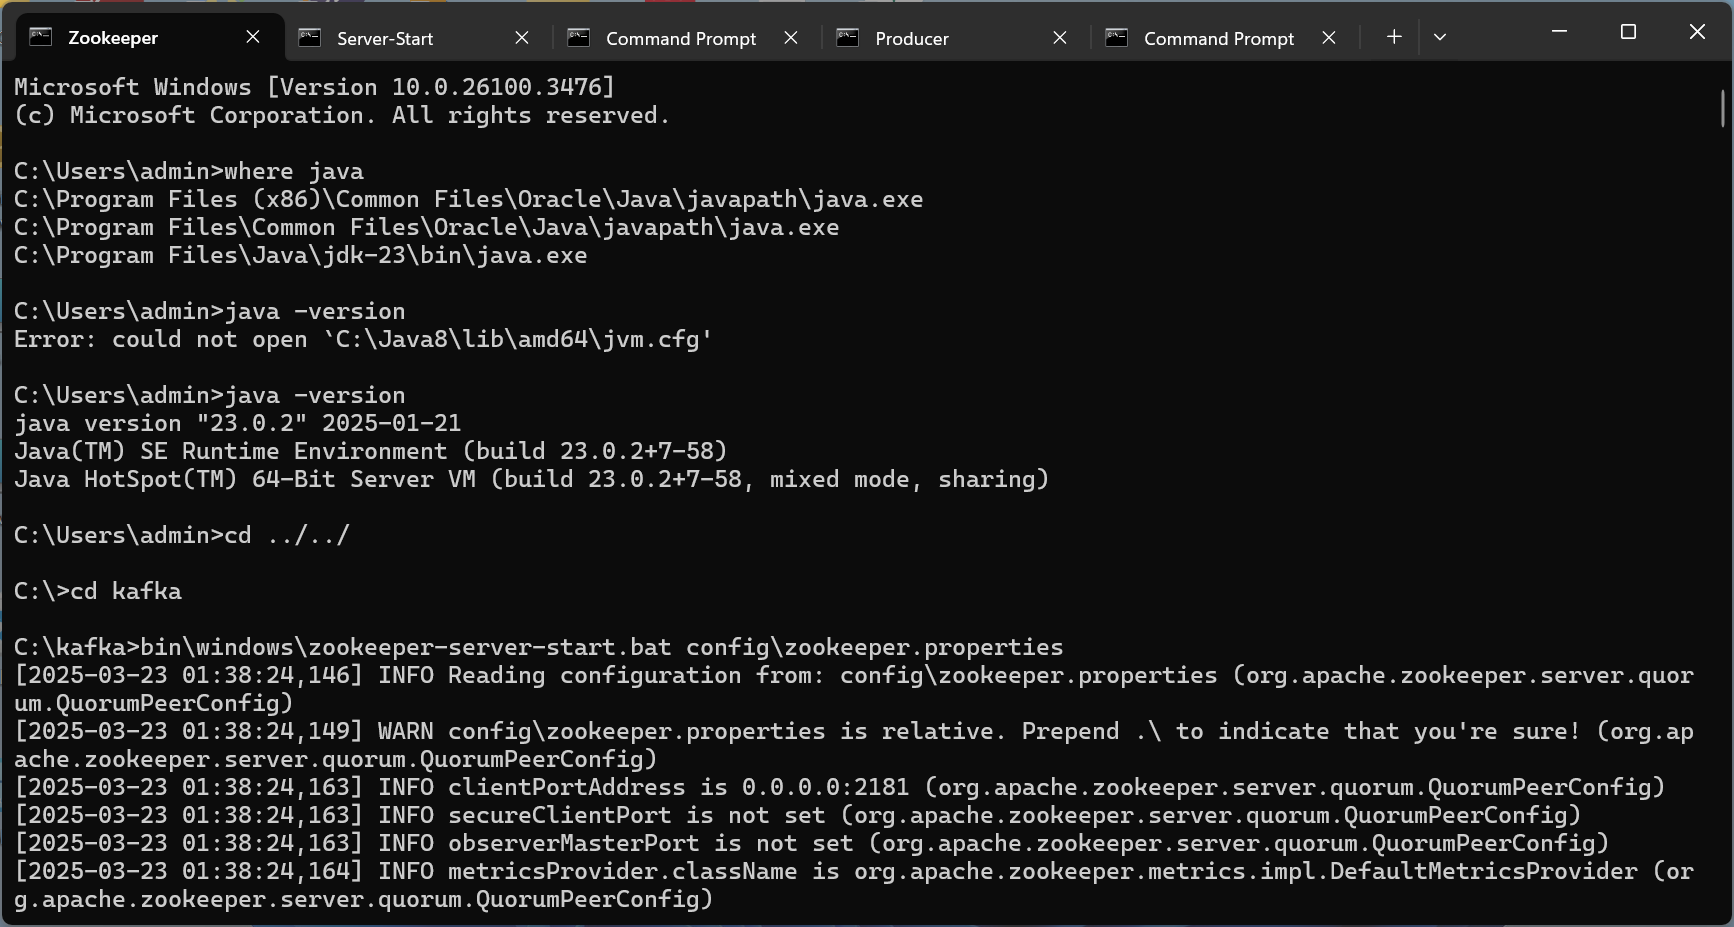 Zookeeper
Server-Start
Command Prompt
Producer
Command Prompt
Microsoft Windows [Version 10.0.26100.3476]
(c) Microsoft Corporation. All rights reserved.
C:\Users\admin>where java
C:\Program Files (x86)\Common Files\Oracle\Java\javapath\java.exe
C:\Program Files\Common Files\Oracle\Java\javapath\java.exe
C:\Program Files\Java\jdk-23\bin\java.exe
C:\Users\admin>java -version
Error: could not open `C:\Java8\lib\amd64\jvm.cfg'
C:\Users\admin>java -version
java version "23.0.2" 2025-01-21
Java(TM) SE Runtime Environment (build 23.0.2+7-58)
Java HotSpot(TM) 64-Bit Server VM (build 23.0.2+7-58, mixed mode, sharing)
C:\Users\admin>cd ../../
C:\>cd kafka
C:\kafka>bin\windows\zookeeper-server-start.bat config\zookeeper.properties
[2025-03-23 01:38:24,146] INFO Reading configuration from: config\zookeeper.properties (org.apache.zookeeper.server.quor
um.QuorumPeerConfig)
[2025-03-23 01:38:24,149] WARN config\zookeeper.properties is relative. Prepend .\ to indicate that you're sure! (org.ap
ache.zookeeper.server.quorum.QuorumPeerConfig)
[2025-03-23 01:38:24,163] INFO clientPortAddress is 0.0.0.0:2181 (org.apache.zookeeper.server.quorum.QuorumPeerConfig)
[2025-03-23 01:38:24,163] INFO secureClientPort is not set (org.apache.zookeeper.server.quorum.QuorumPeerConfig)
[2025-03-23 01:38:24,163] INFO observerMasterPort is not set (org.apache.zookeeper.server.quorum.QuorumPeerConfig)
[2025-03-23 01:38:24,164] INFO metricsProvider.className is org.apache.zookeeper.metrics.impl.DefaultMetricsProvider (or
g.apache.zookeeper.server.quorum.QuorumPeerConfig)